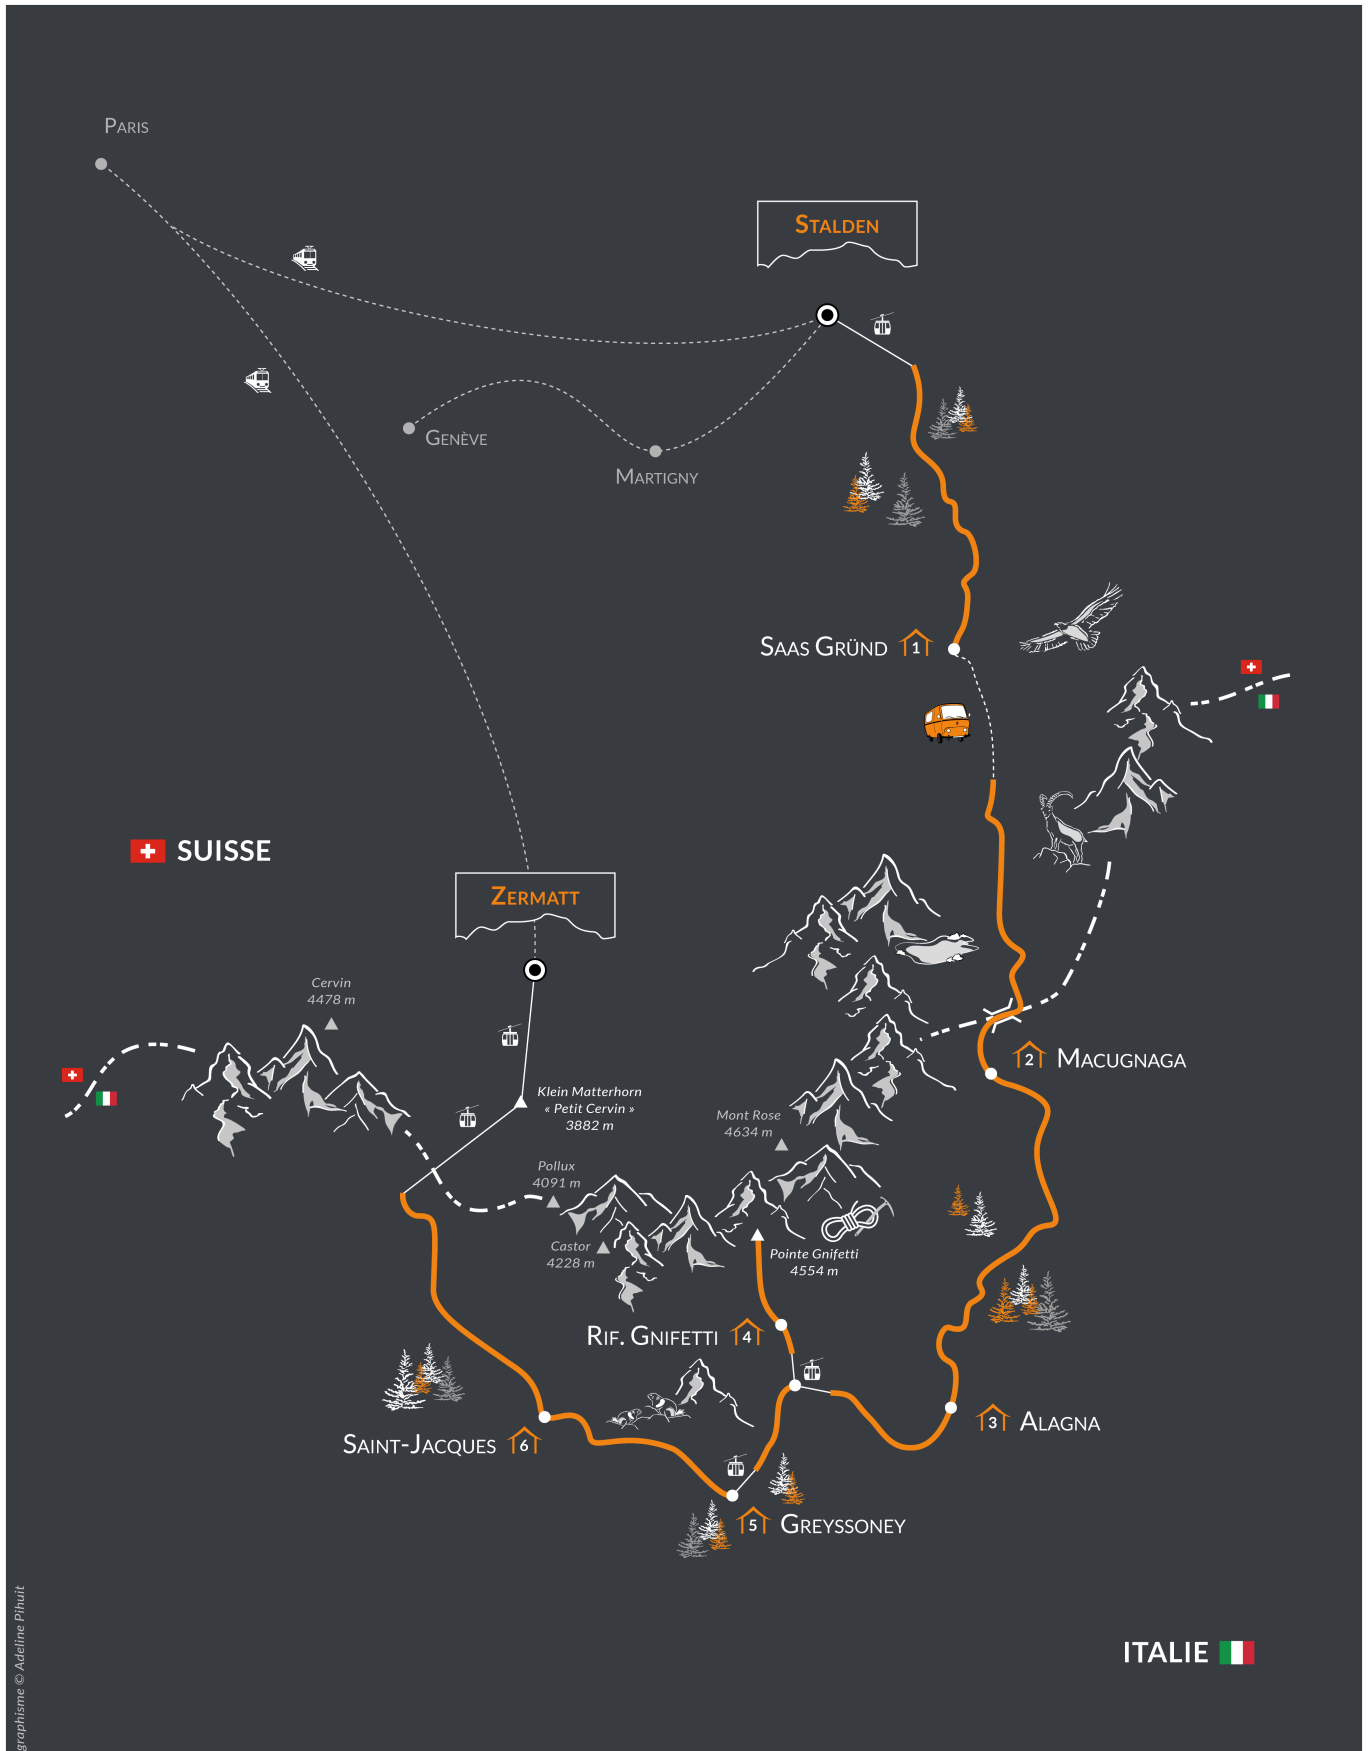 PARIS
STALDEN
GENÈVE
MARTIGNY
SAAS GRÜND
1
SUISSE
ZERMATT
Cervin
4478 m
2
MACUGNAGA
Klein Matterhorn
« Petit Cervin »
3882 m
Mont Rose
4634 m
Pollux
4091 m
Castor
4228 m
Pointe Gnifetti
4554 m
RIF. GNIFETTI
4
3
ALAGNA
SAINT-JACQUES
6
5
GREYSSONEY
ITALIE
graphisme © Adeline Pihuit